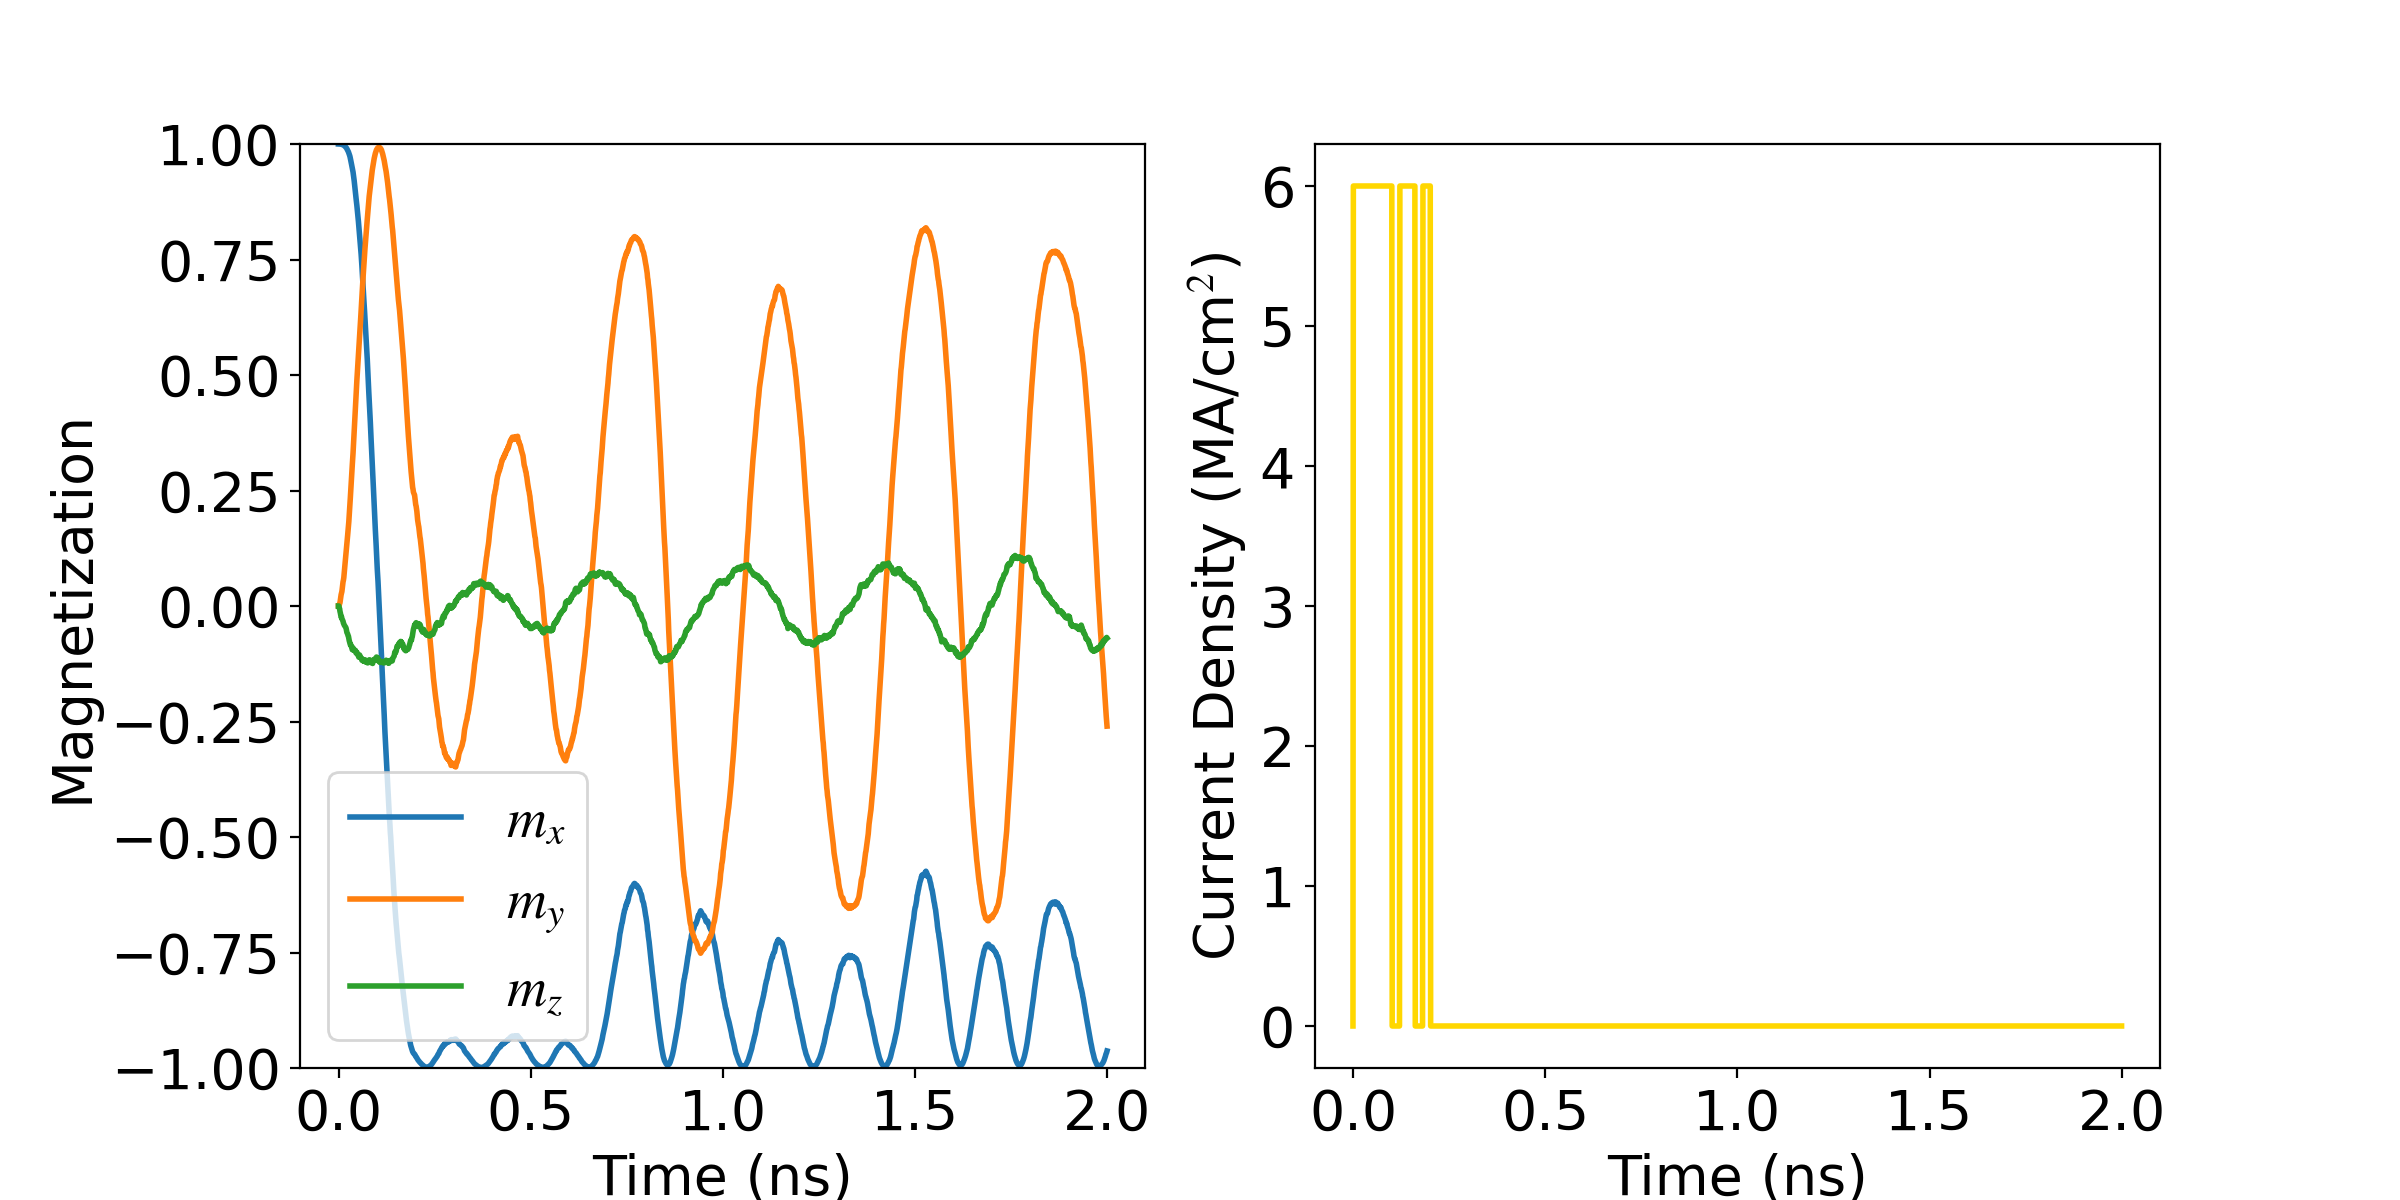 Magnetization
1.00
0.75
0.50
0.25
0.00
−0.25
−0.50
−0.75
−1.00
m_x
m_y
m_z
0.0 0.5 1.0 1.5 2.0
Time (ns)
Current Density (MA/cm²)
6
5
4
3
2
1
0
0.0 0.5 1.0 1.5 2.0
Time (ns)